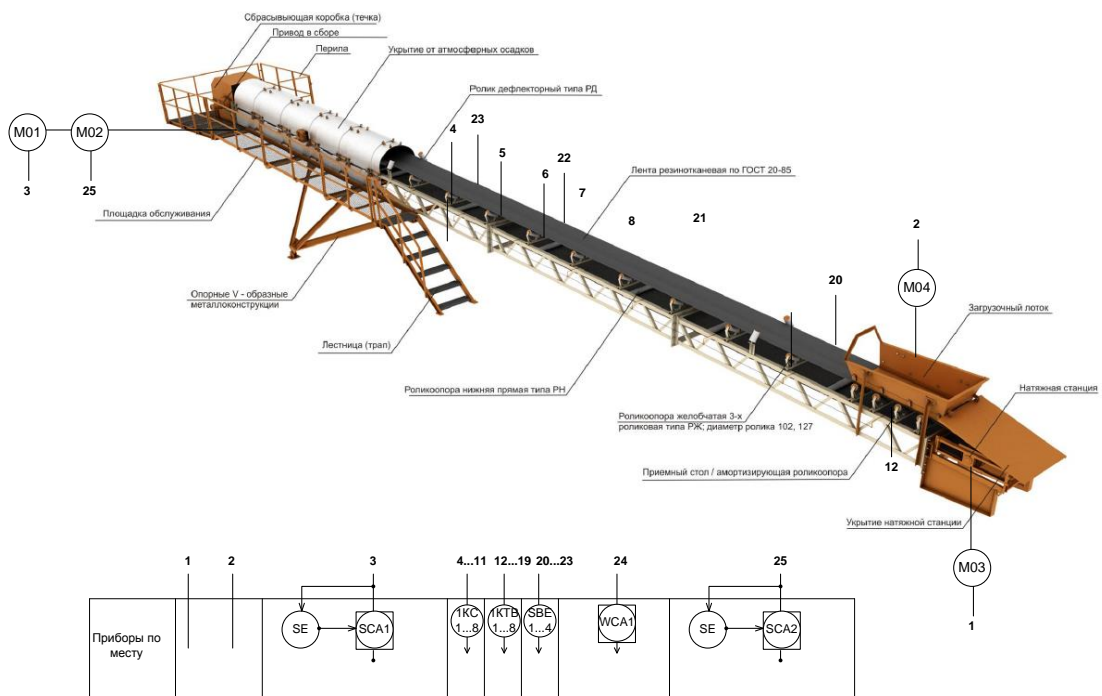 Сбрасывающая коробка (течка)
Привод в сборе
Перила
Укрытие от атмосферных осадков
Ролик дефлекторный типа РД
M01
M02
3
25
4
23
5
6
22
7
8
21
Лента резинотканевая по ГОСТ 20-85
2
M04
20
Площадка обслуживания
Опорные V - образные
металлоконструкции
Лестница (трап)
Загрузочный лоток
Роликоопора нижняя прямая типа РН
Натяжная станция
Роликоопора желобчатая 3-х
роликовая типа РЖ; диаметр ролика 102, 127
12
Приемный стол / амортизирующая роликоопора
Укрытие натяжной станции
M03
1
1
2
3
4...11
12...19
20...23
24
25
Приборы по
месту
SE
SCA1
1КС
1...8
1КТВ
1...8
SBE
1...4
WCA1
SE
SCA2